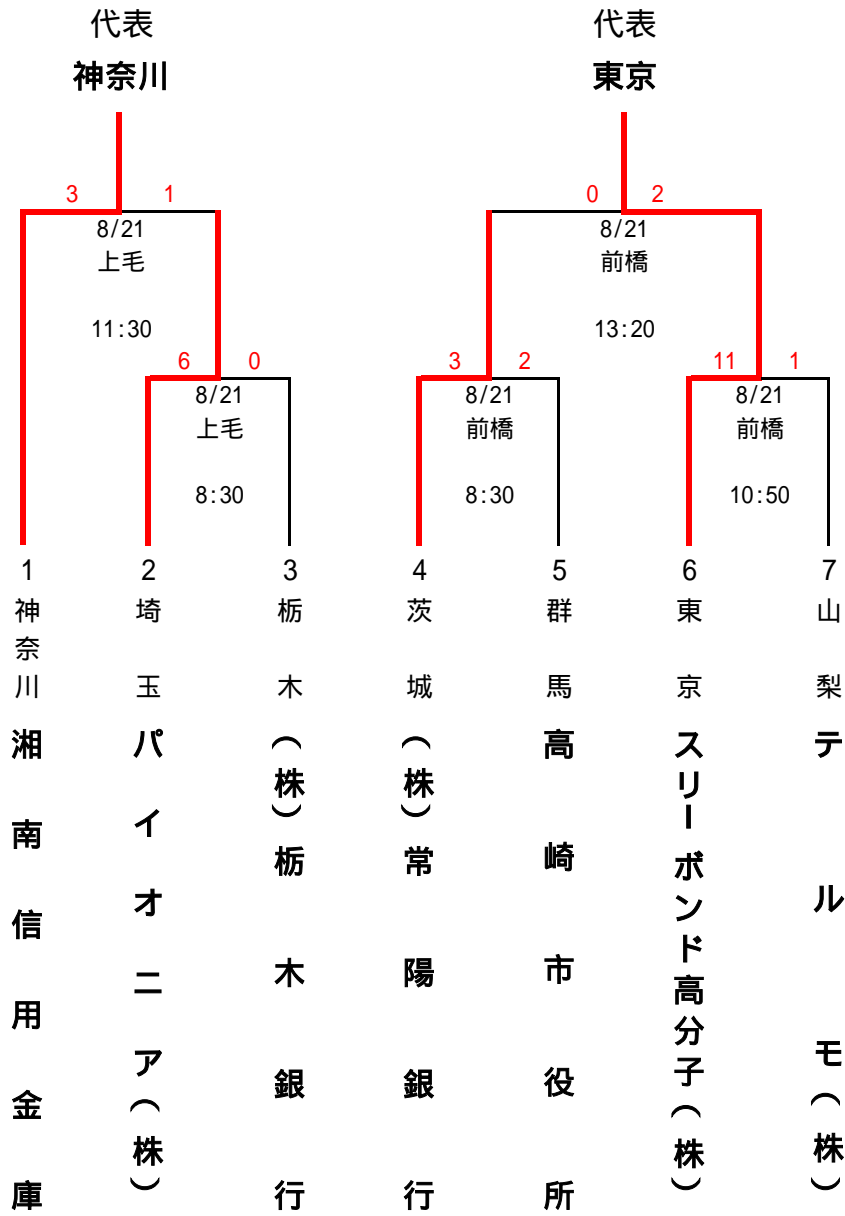 代表
代表
神奈川
東京
3 1
0 2
8/21
8/21
上毛
前橋
11:30
13:20
6 0
3 2
11 1
8/21
8/21
8/21
上毛
前橋
前橋
8:30
8:30
10:50
1
2
3
4
5
6
7
神奈川
埼玉
栃木
茨城
群馬
東京
山梨
湘南信用金庫
パイオニア(株)
(株)栃木銀行
(株)常陽銀行
高崎市役所
スリーボンド高分子(株)
テルモ(株)